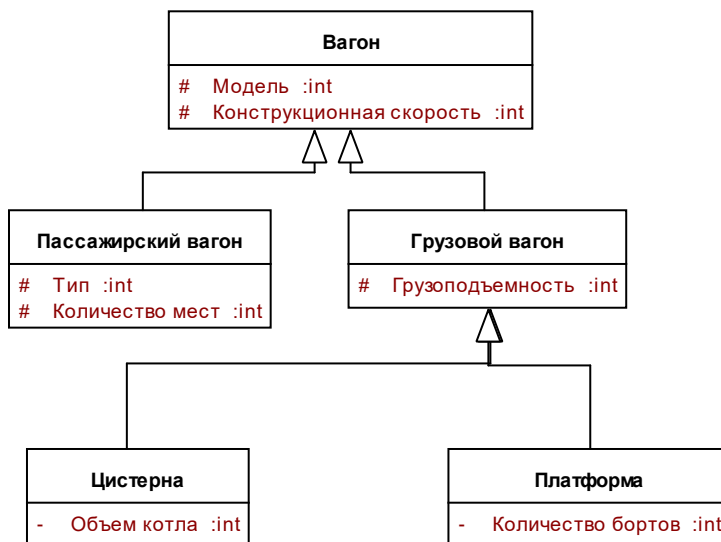 Вагон
# Модель :int
# Конструкционная скорость :int
Пассажирский вагон
# Тип :int
# Количество мест :int
Грузовой вагон
# Грузоподъемность :int
Цистерна
- Объем котла :int
Платформа
- Количество бортов :int